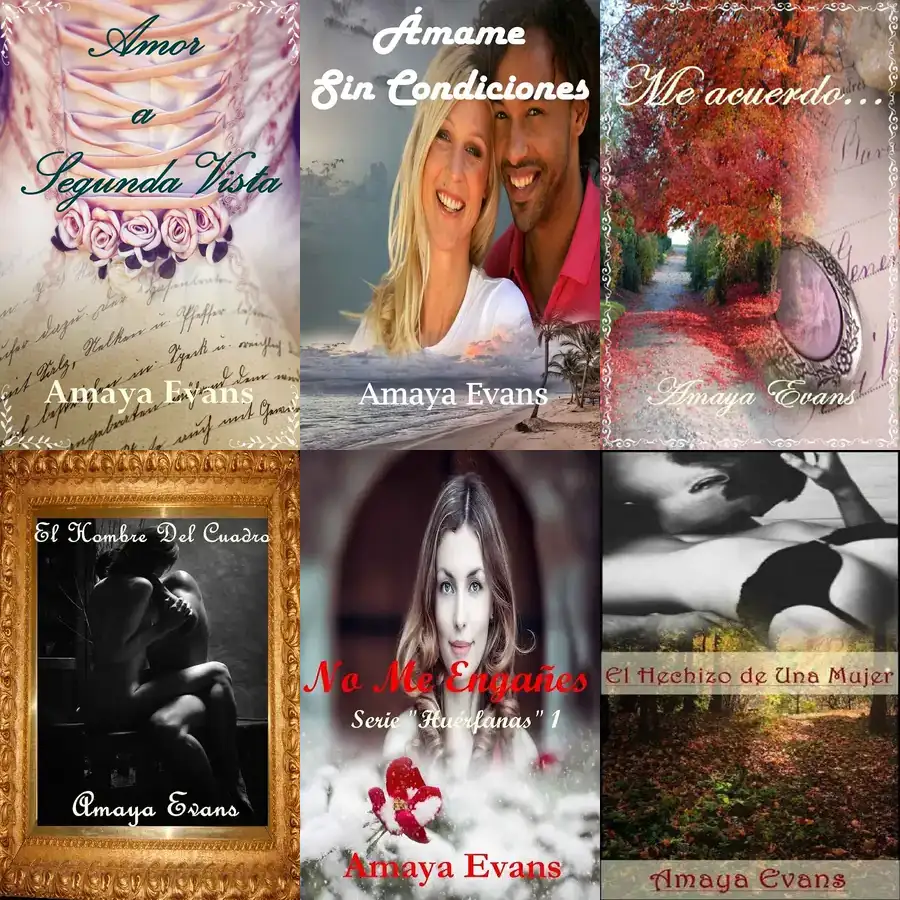 Amor
a
Segunda Vista
Amaya Evans
Ámame
Sin Condiciones
Amaya Evans
Me acuerdo...
Amaya Evans
El Hombre Del Cuadro
Amaya Evans
No Me Engañes
Serie "Huérfanas" 1
Amaya Evans
El Hechizo de Una Mujer
Amaya Evans